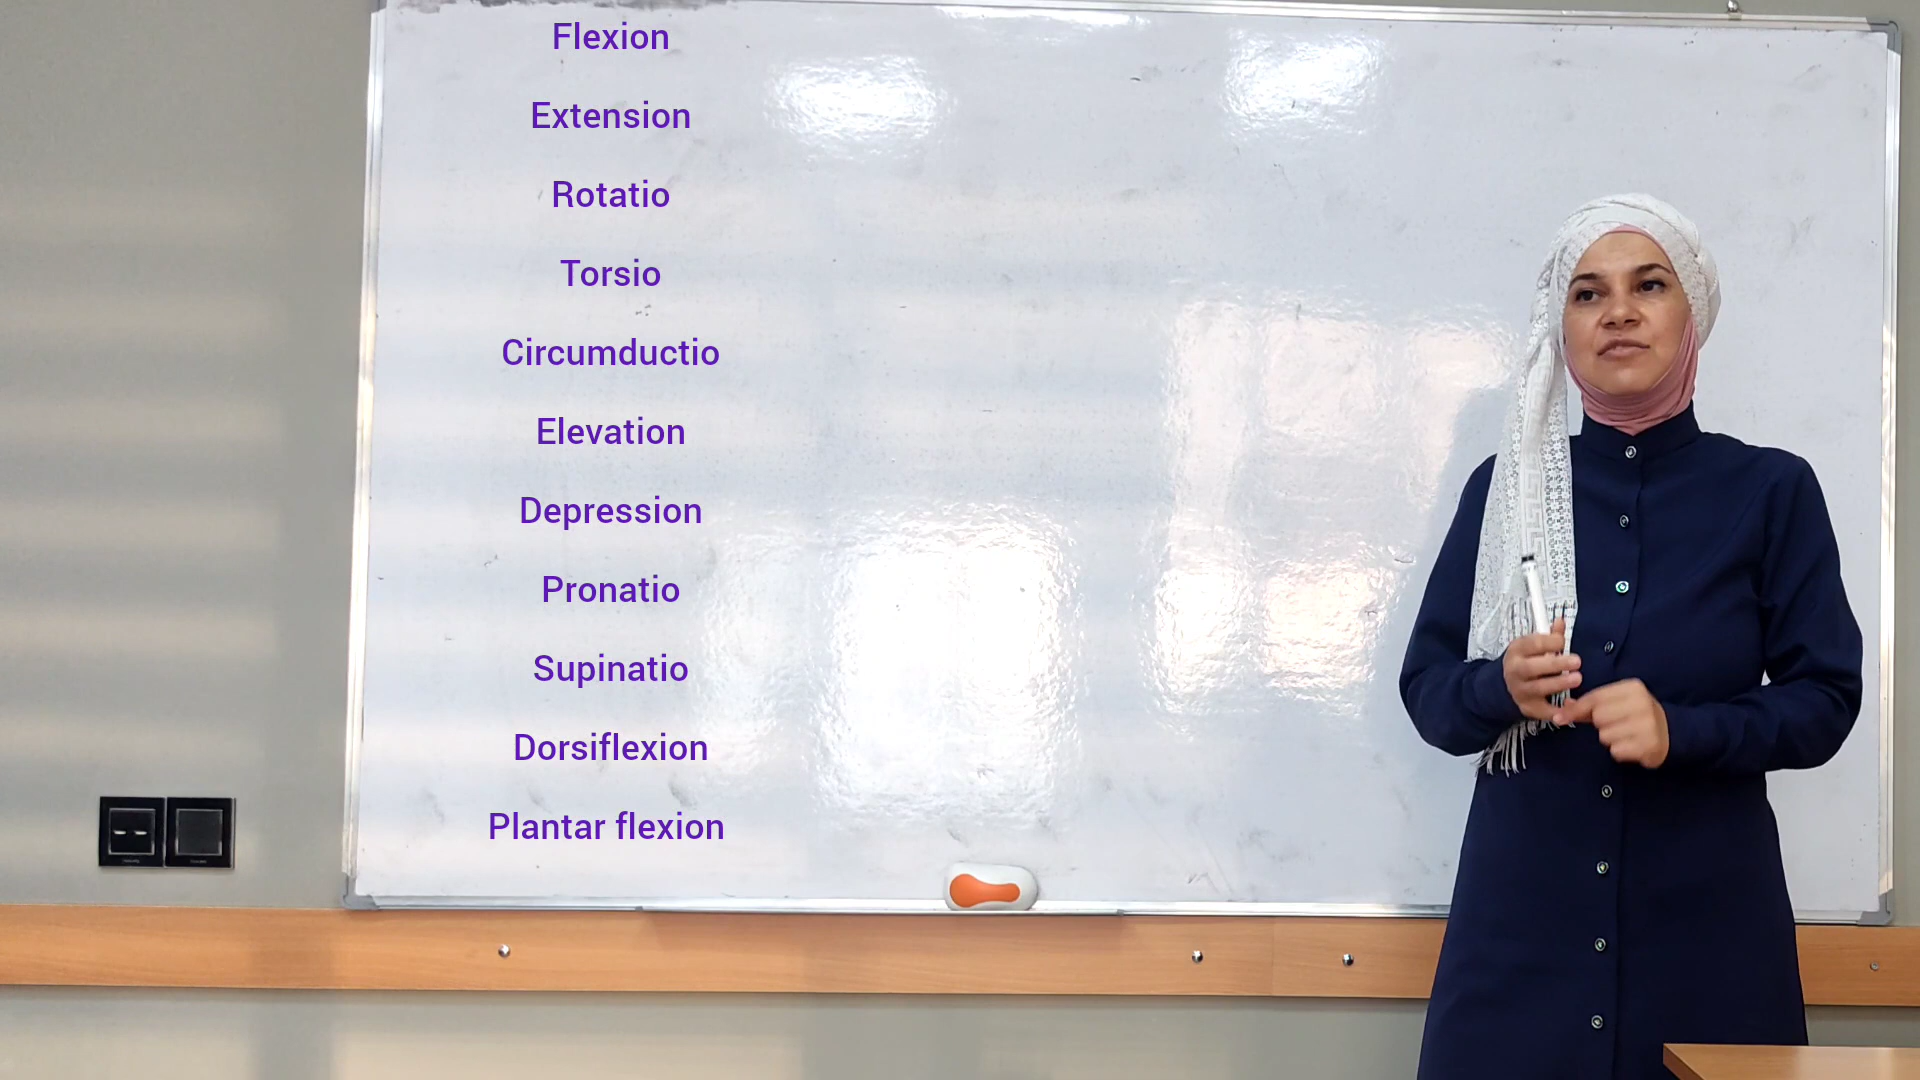 Flexion
Extension
Rotatio
Torsio
Circumductio
Elevation
Depression
Pronatio
Supinatio
Dorsiflexion
Plantar flexion